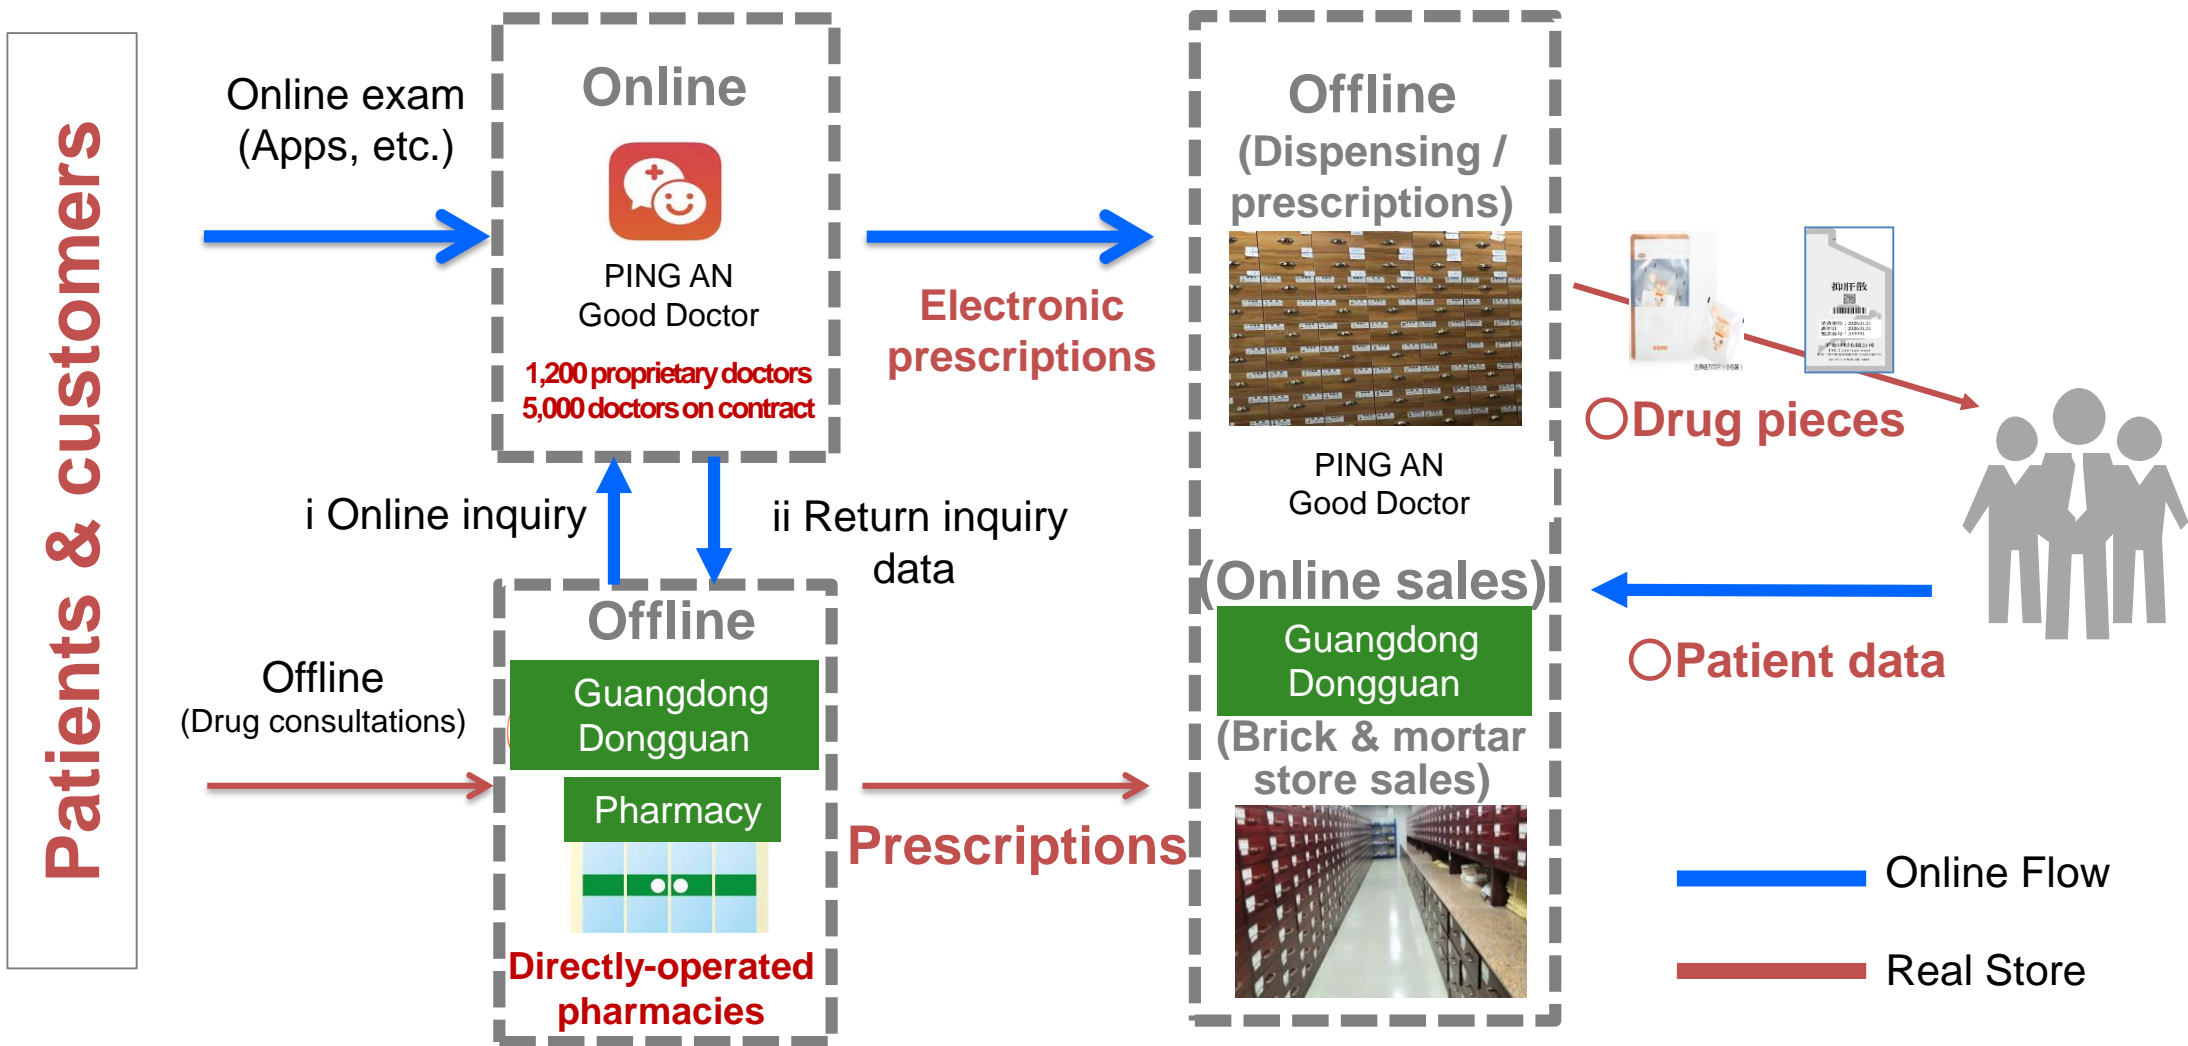 Patients & customers
Online exam
(Apps, etc.)
Online
PING AN
Good Doctor
1,200 proprietary doctors
5,000 doctors on contract
Electronic
prescriptions
Offline
(Dispensing /
prescriptions)
PING AN
Good Doctor
(Online sales)
Guangdong
Dongguan
(Brick & mortar
store sales)
i Online inquiry
ii Return inquiry
data
Offline
(Drug consultations)
Offline
Guangdong
Dongguan
Pharmacy
Directly-operated
pharmacies
Prescriptions
抑肝散
○Drug pieces
○Patient data
Online Flow
Real Store